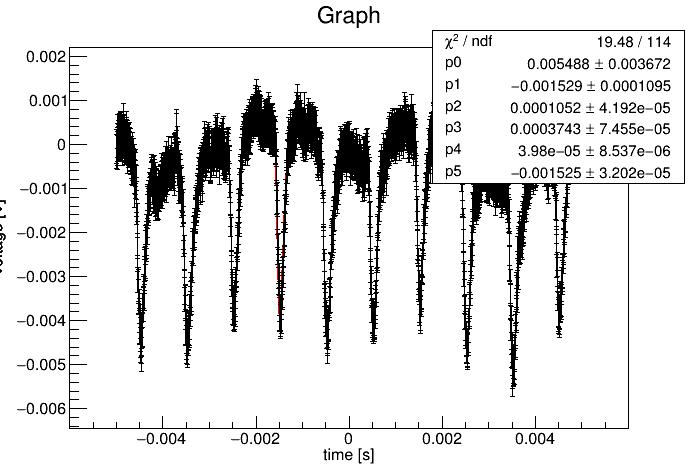 Graph
χ² / ndf 19.48 / 114
p0 0.005488 ± 0.003672
p1 −0.001529 ± 0.0001095
p2 0.0001052 ± 4.192e−05
p3 0.0003743 ± 7.455e−05
p4 3.98e−05 ± 8.537e−06
p5 −0.001525 ± 3.202e−05
0.002
0.001
0
−0.001
−0.002
−0.003
−0.004
−0.005
−0.006
−0.004 −0.002 0 0.002 0.004
time [s]